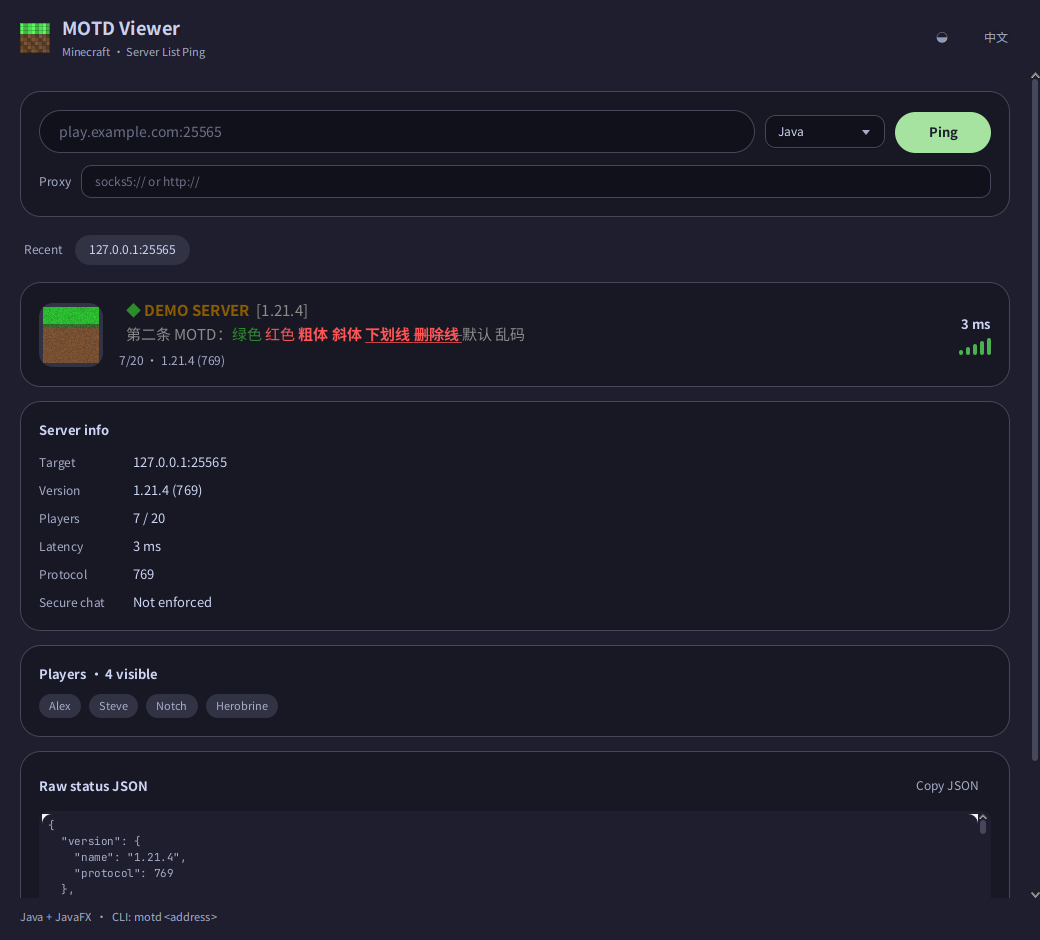 MOTD Viewer
Minecraft • Server List Ping
中文
play.example.com:25565
Java
Ping
Proxy
socks5:// or http://
Recent
127.0.0.1:25565
◆ DEMO SERVER [1.21.4]
第二条 MOTD：绿色 红色 粗体 斜体 下划线 删除线 默认 乱码
7/20 • 1.21.4 (769)
3 ms
Server info
Target 127.0.0.1:25565
Version 1.21.4 (769)
Players 7 / 20
Latency 3 ms
Protocol 769
Secure chat Not enforced
Players • 4 visible
Alex Steve Notch Herobrine
Raw status JSON
Copy JSON
{
"version": {
"name": "1.21.4",
"protocol": 769
},
Java + JavaFX • CLI: motd <address>